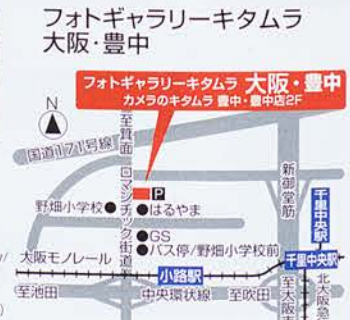 フォトギャラリーキタムラ
大阪・豊中
フォトギャラリーキタムラ 大阪・豊中
カメラのキタムラ 豊中・豊中店2F
N
国道171号線
至箕面
ロマンチック街道
P
野畑小学校
はるやま
GS
バス停/野畑小学校前
新御堂筋
千里中央駅
大阪モノレール
小路駅
千里中央駅
至池田
中央環状線
至吹田
至大阪市
北大阪急